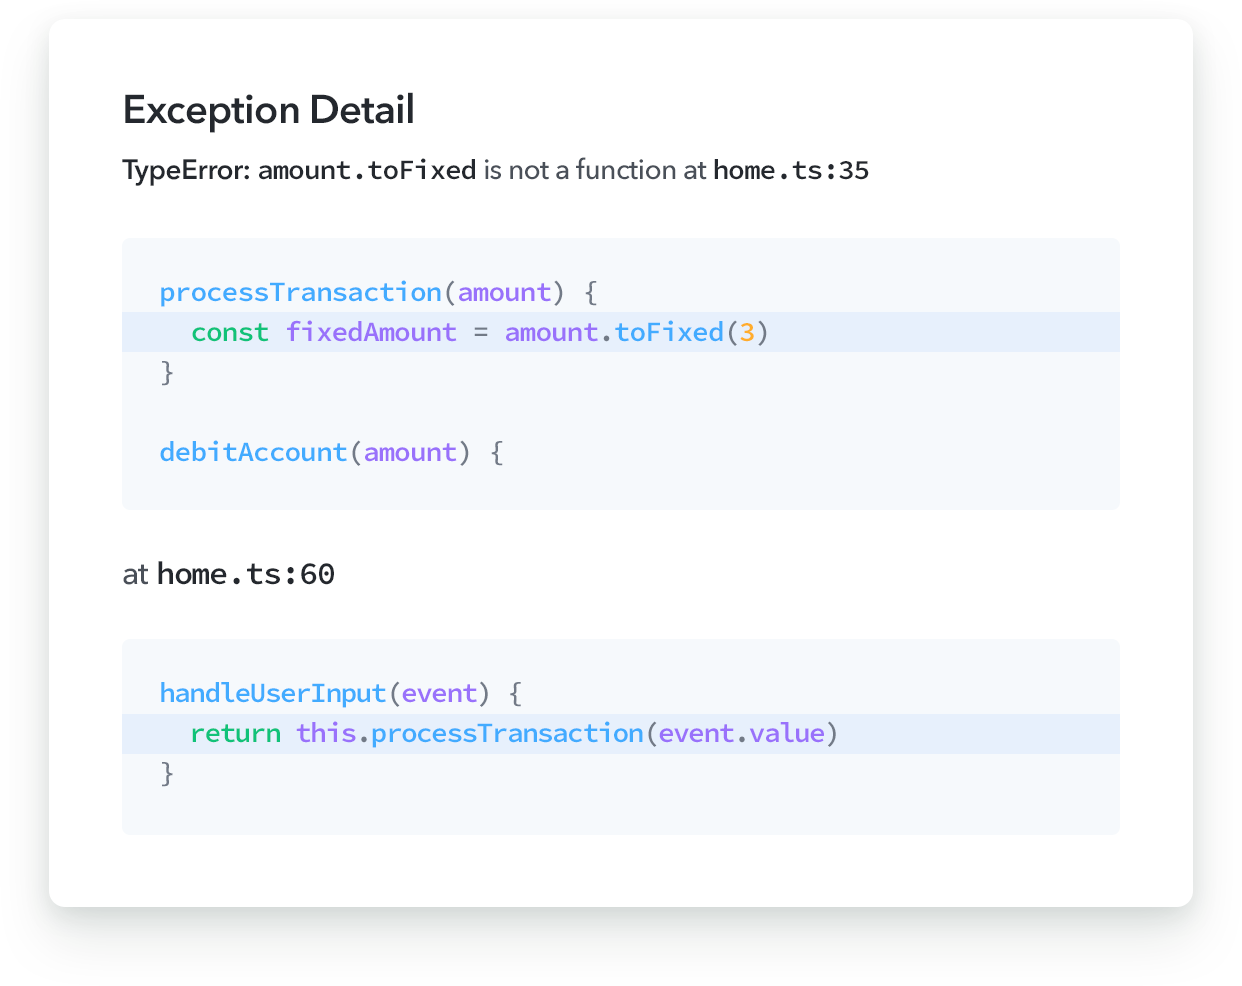 Exception Detail
TypeError: amount.toFixed is not a function at home.ts:35
processTransaction(amount) {
  const fixedAmount = amount.toFixed(3)
}
debitAccount(amount) {
at home.ts:60
handleUserInput(event) {
  return this.processTransaction(event.value)
}